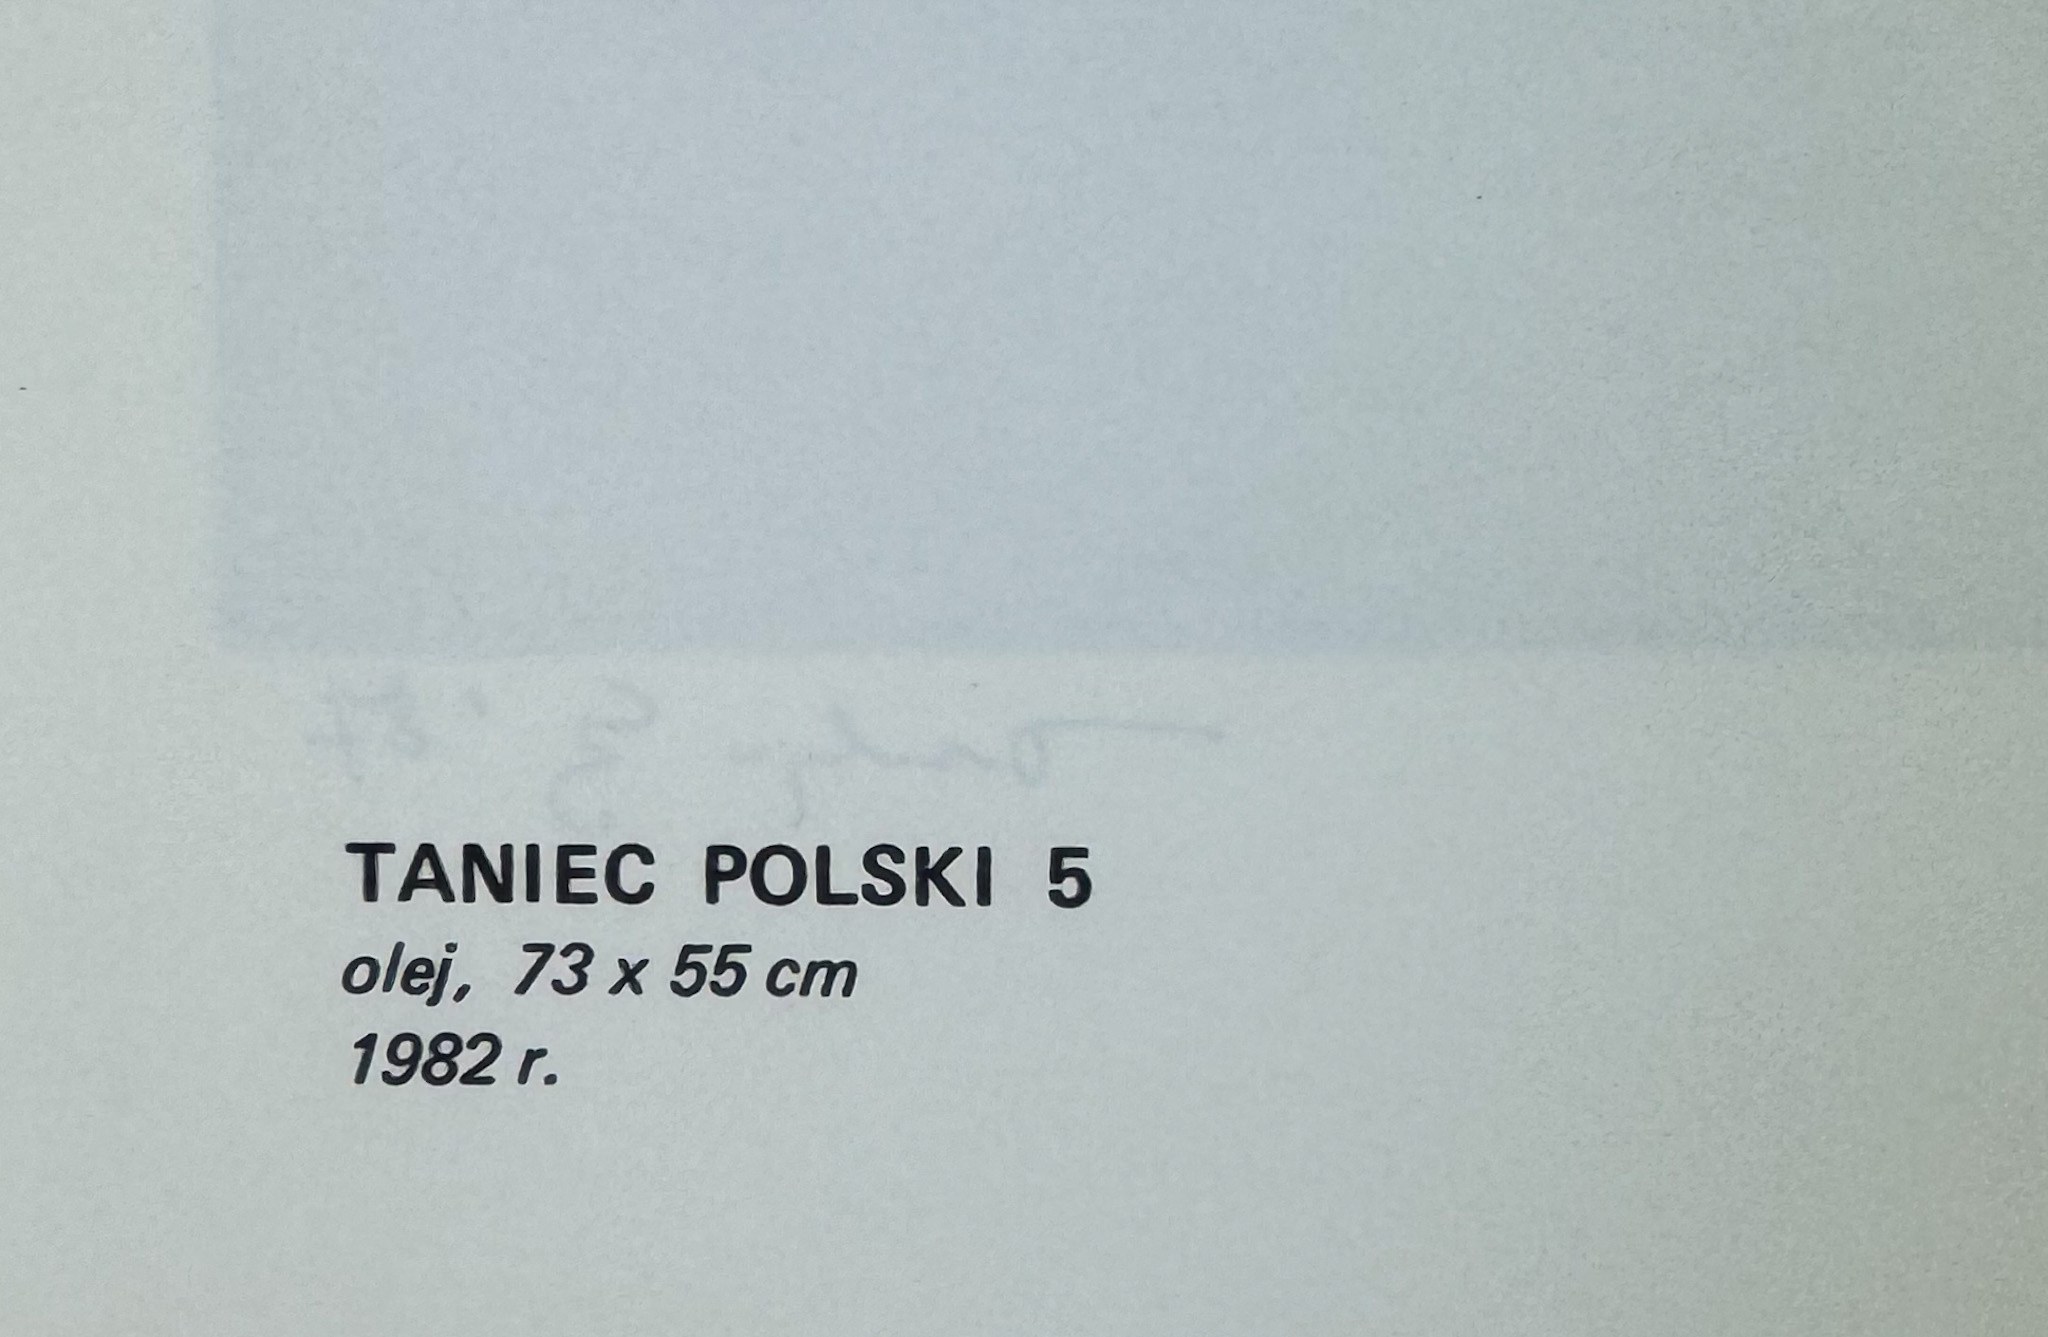 TANIEC POLSKI 5
olej, 73 x 55 cm
1982 r.